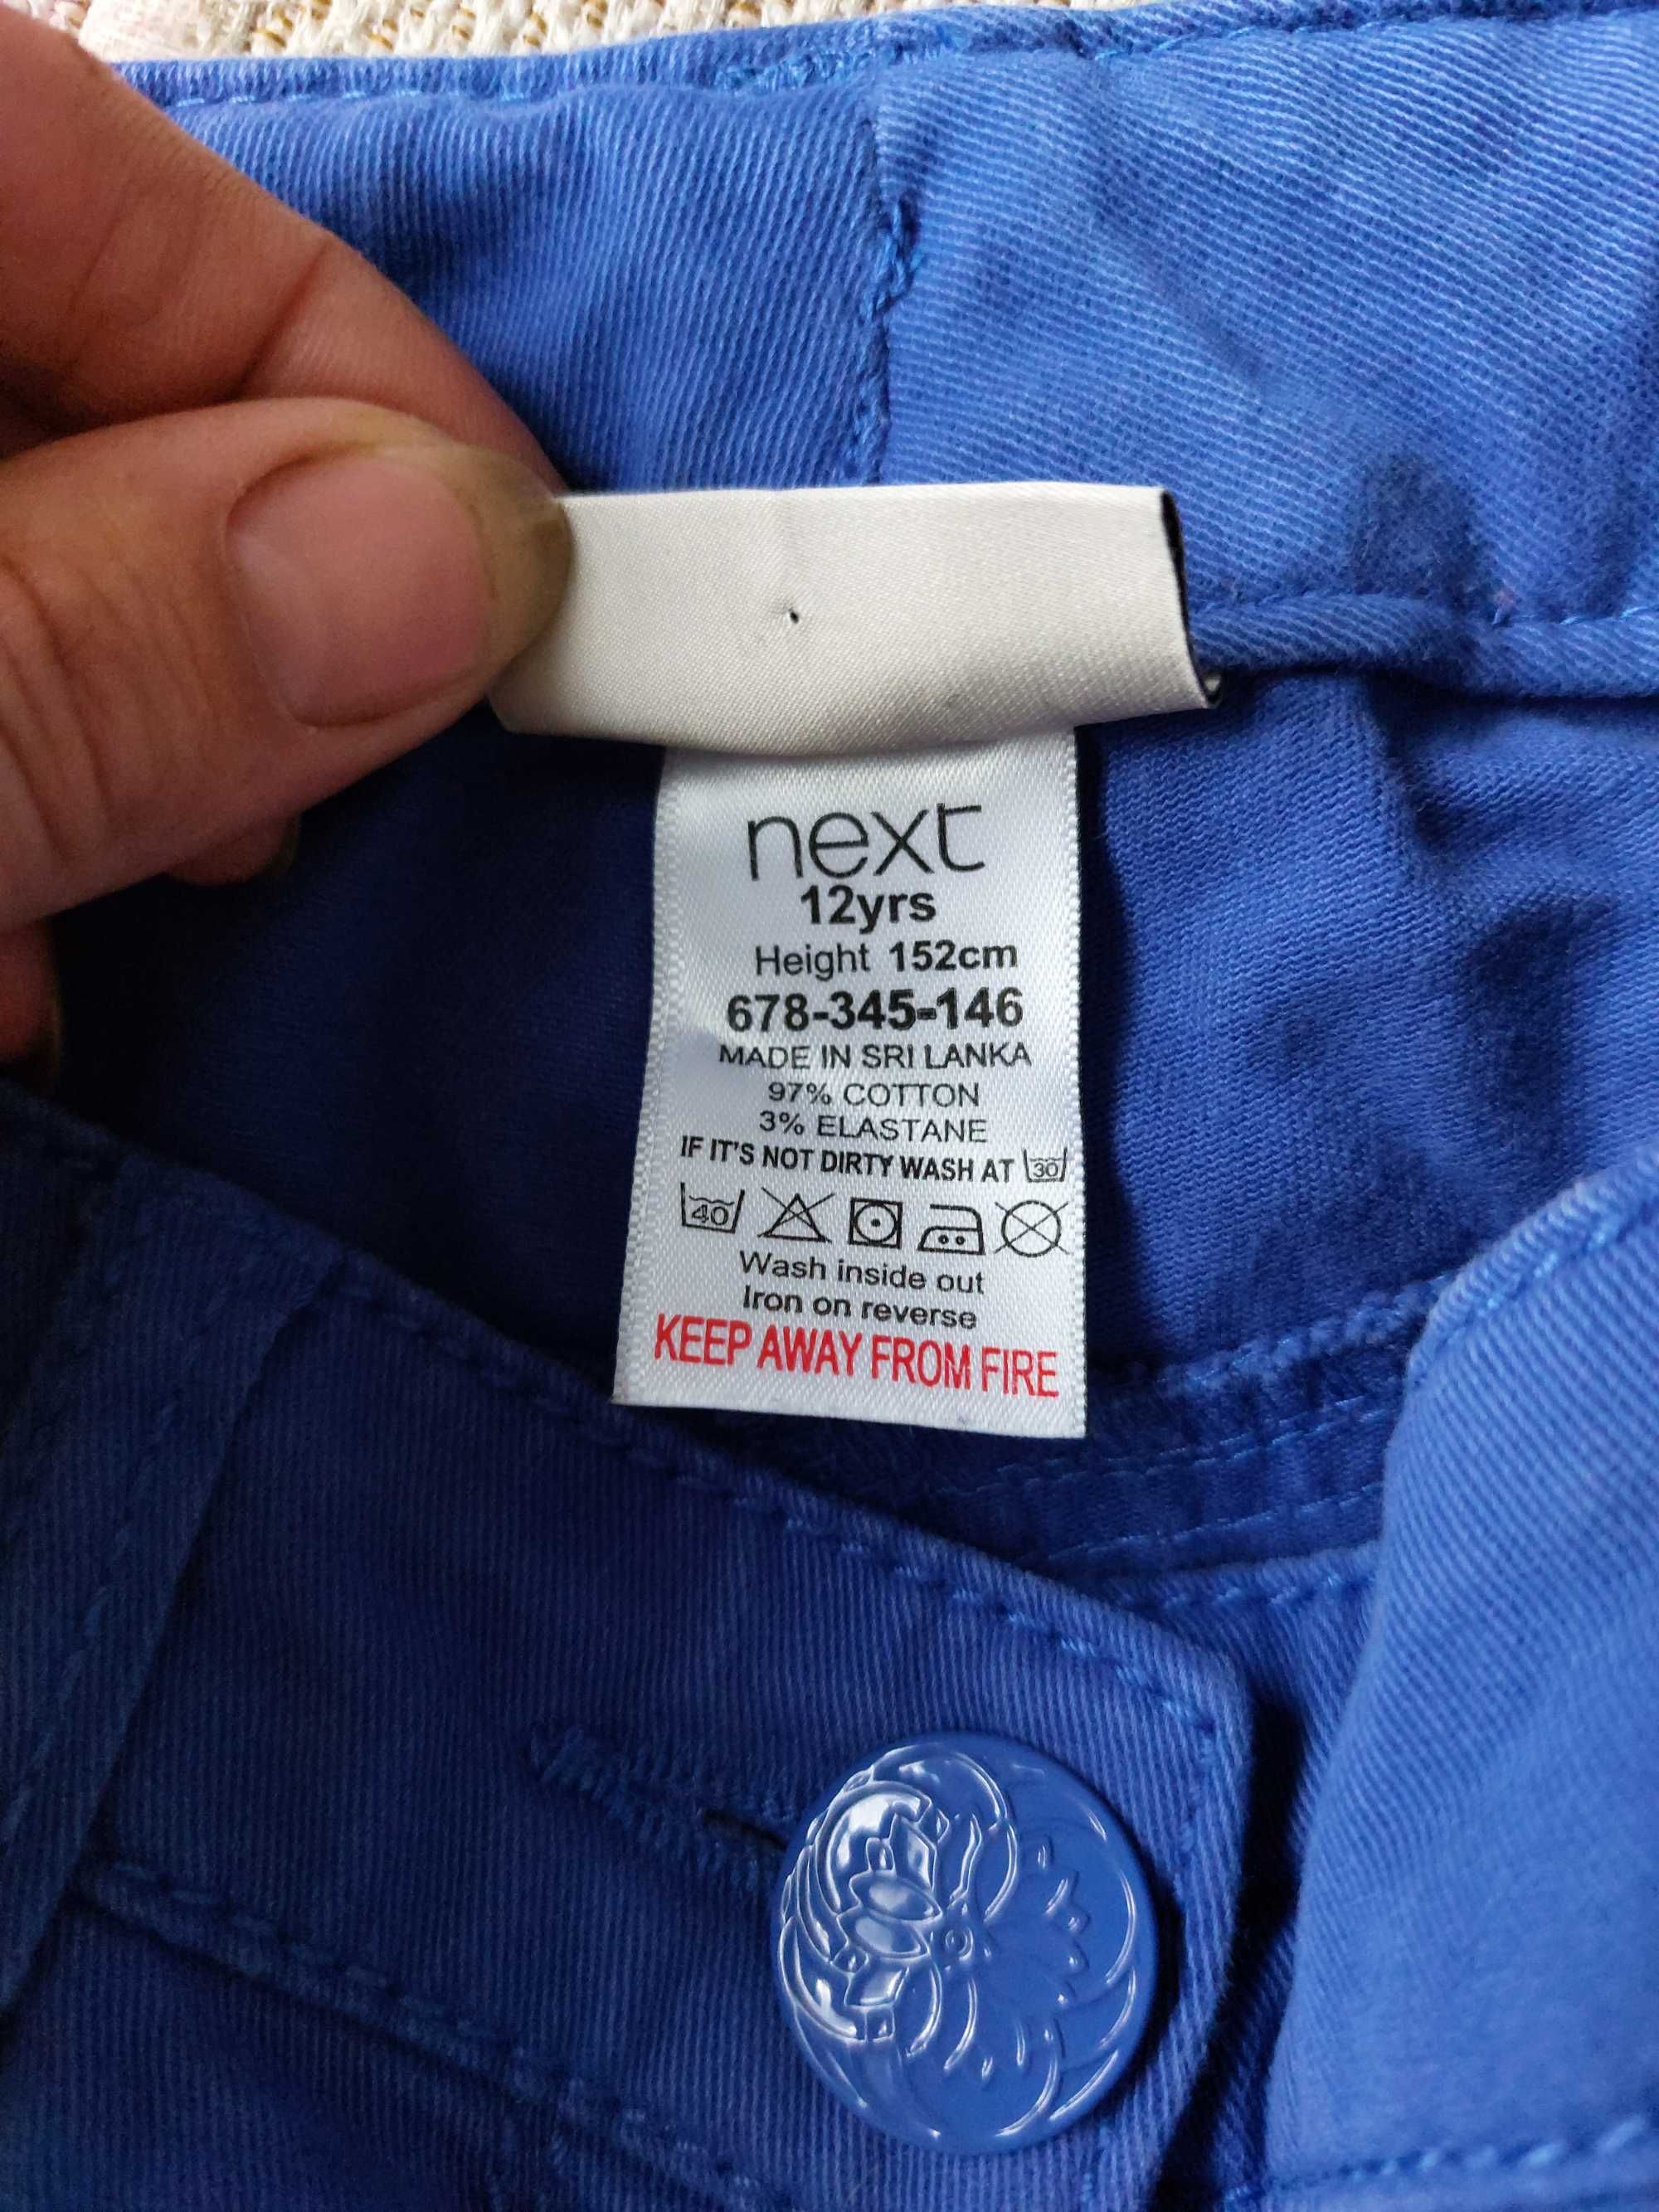 next
12yrs
Height 152cm
678-345-146
MADE IN SRI LANKA
97% COTTON
3% ELASTANE
IF IT'S NOT DIRTY WASH AT 30
40
Wash inside out
Iron on reverse
KEEP AWAY FROM FIRE